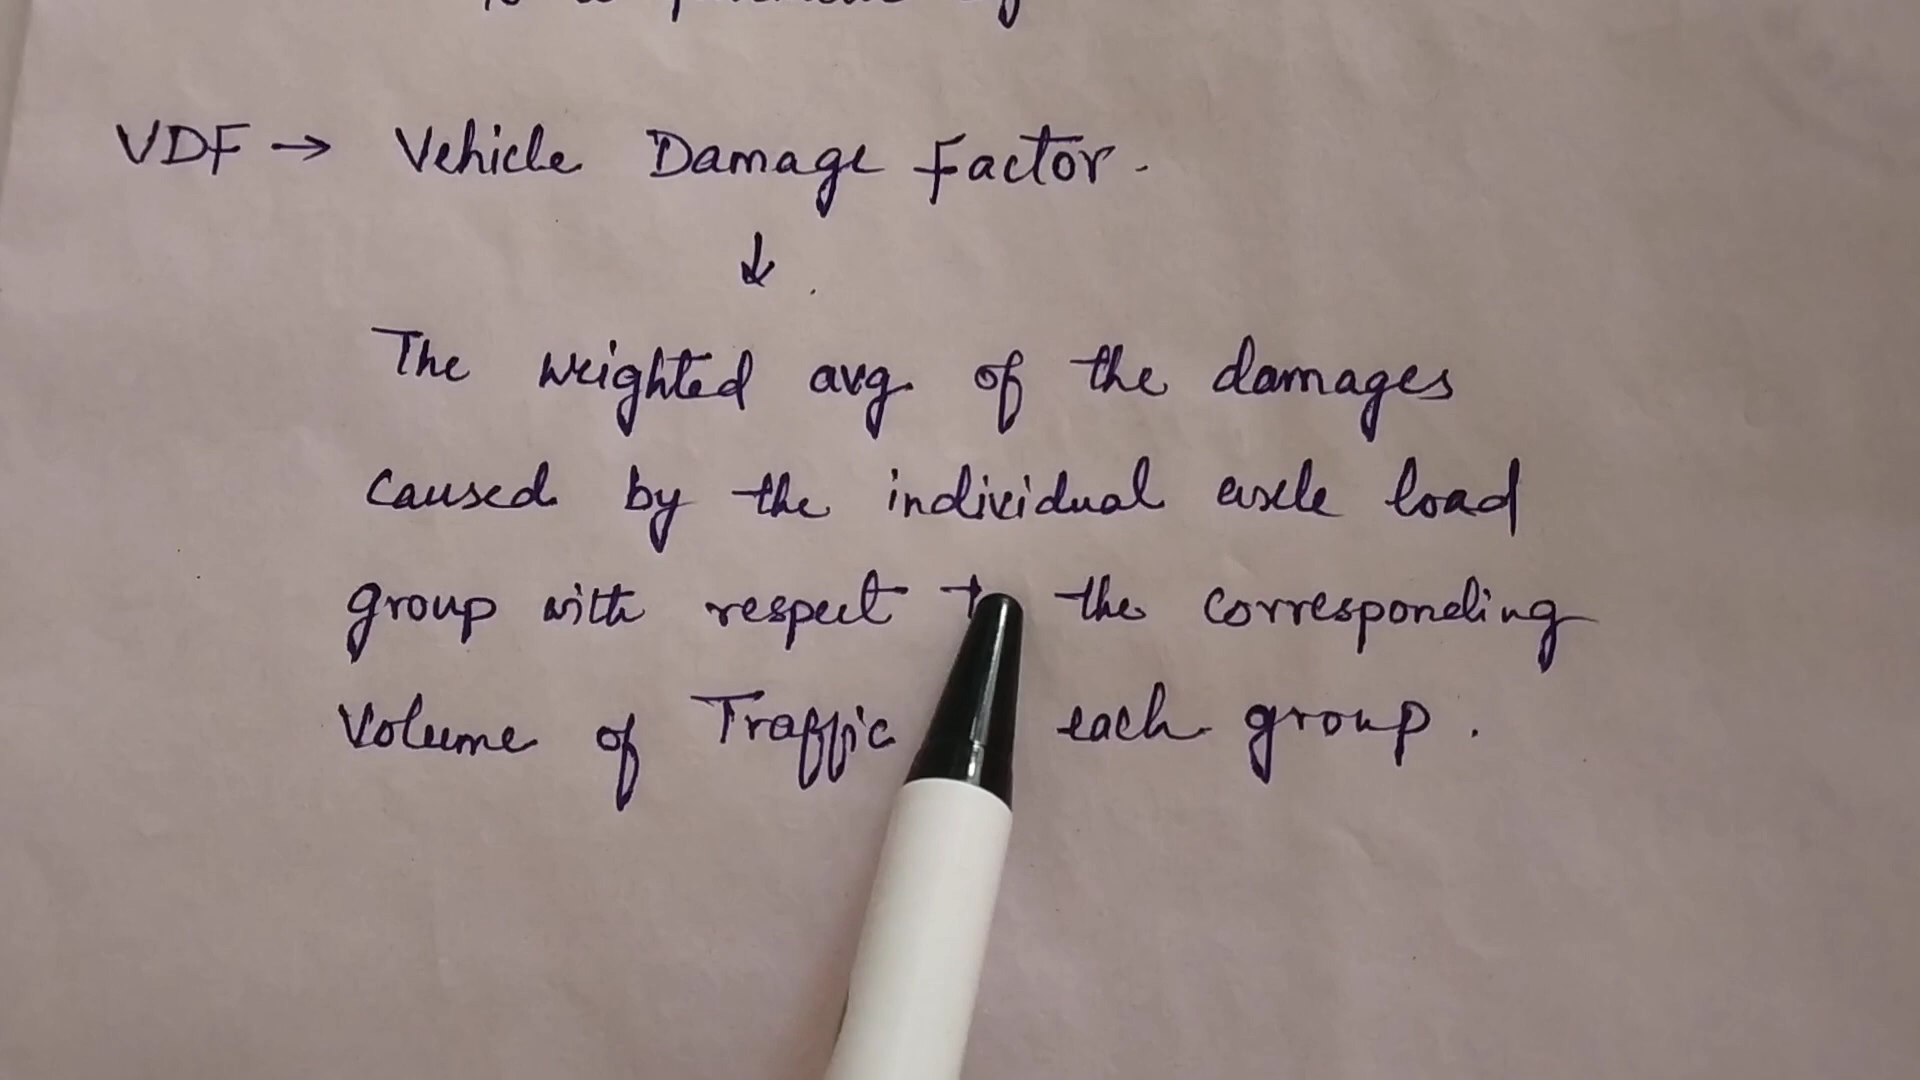 VDF → Vehicle Damage Factor.
↓
The weighted avg. of the damages
caused by the individual axle load
group with respect the corresponding
Volume of Traffic each group.